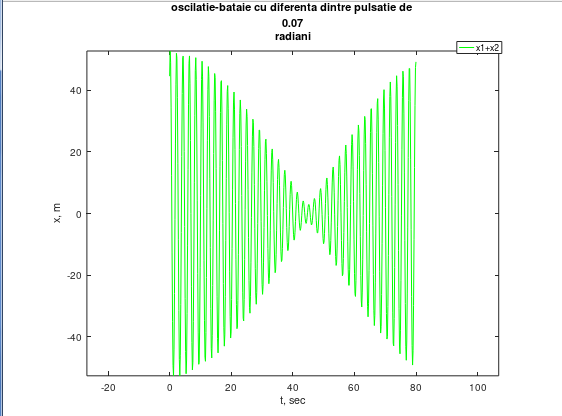 oscilatie-bataie cu diferenta dintre pulsatie de
0.07
radiani
x1+x2
40
20
0
-20
-40
x, m
-20 0 20 40 60 80 100
t, sec